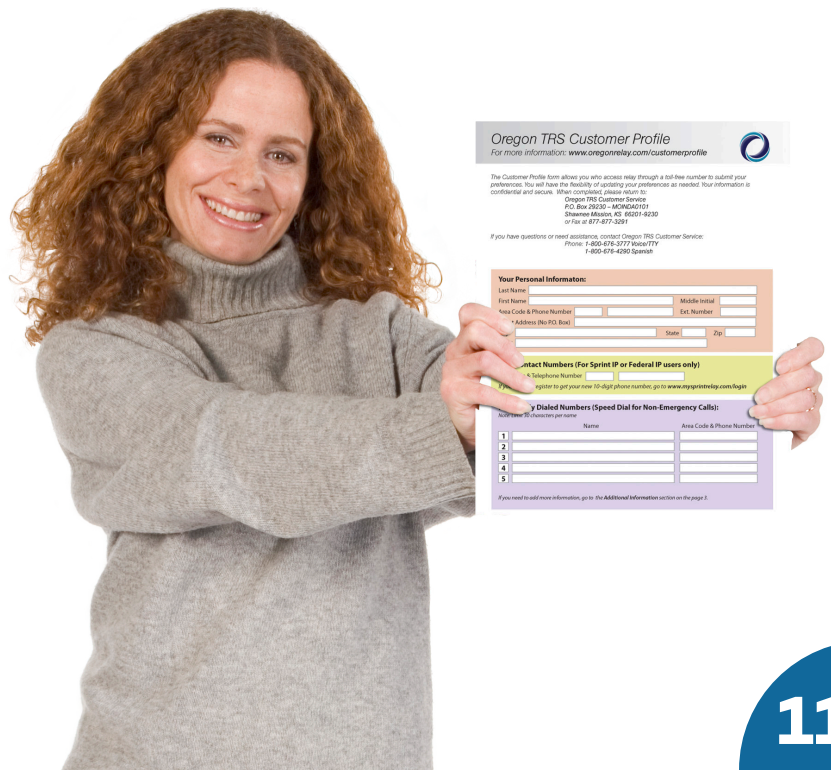 Oregon TRS Customer Profile
For more information: www.oregonrelay.com/customerprofile
The Customer Profile form allows you who access relay through a toll-free number to submit your
preferences. You will have the flexibility of updating your preferences as needed. Your information is
confidential and secure. When completed, please return to:
Oregon TRS Customer Service
P.O. Box 29230 – MOINDA0101
Shawnee Mission, KS 66201-9230
or Fax at 877-877-3291
If you have questions or need assistance, contact Oregon TRS Customer Service:
Phone: 1-800-676-3777 Voice/TTY
1-800-676-4290 Spanish
Your Personal Informaton:
Last Name
First Name Middle Initial
Area Code & Phone Number Ext. Number
Address (No P.O. Box)
State Zip
Numbers (For Sprint IP or Federal IP users only)
& Telephone Number
register to get your new 10-digit phone number, go to www.mysprintrelay.com/login
Dialed Numbers (Speed Dial for Non-Emergency Calls):
Note: 30 characters per name
Name Area Code & Phone Number
1
2
3
4
5
If you need to add more information, go to the Additional Information section on the page 3.
11